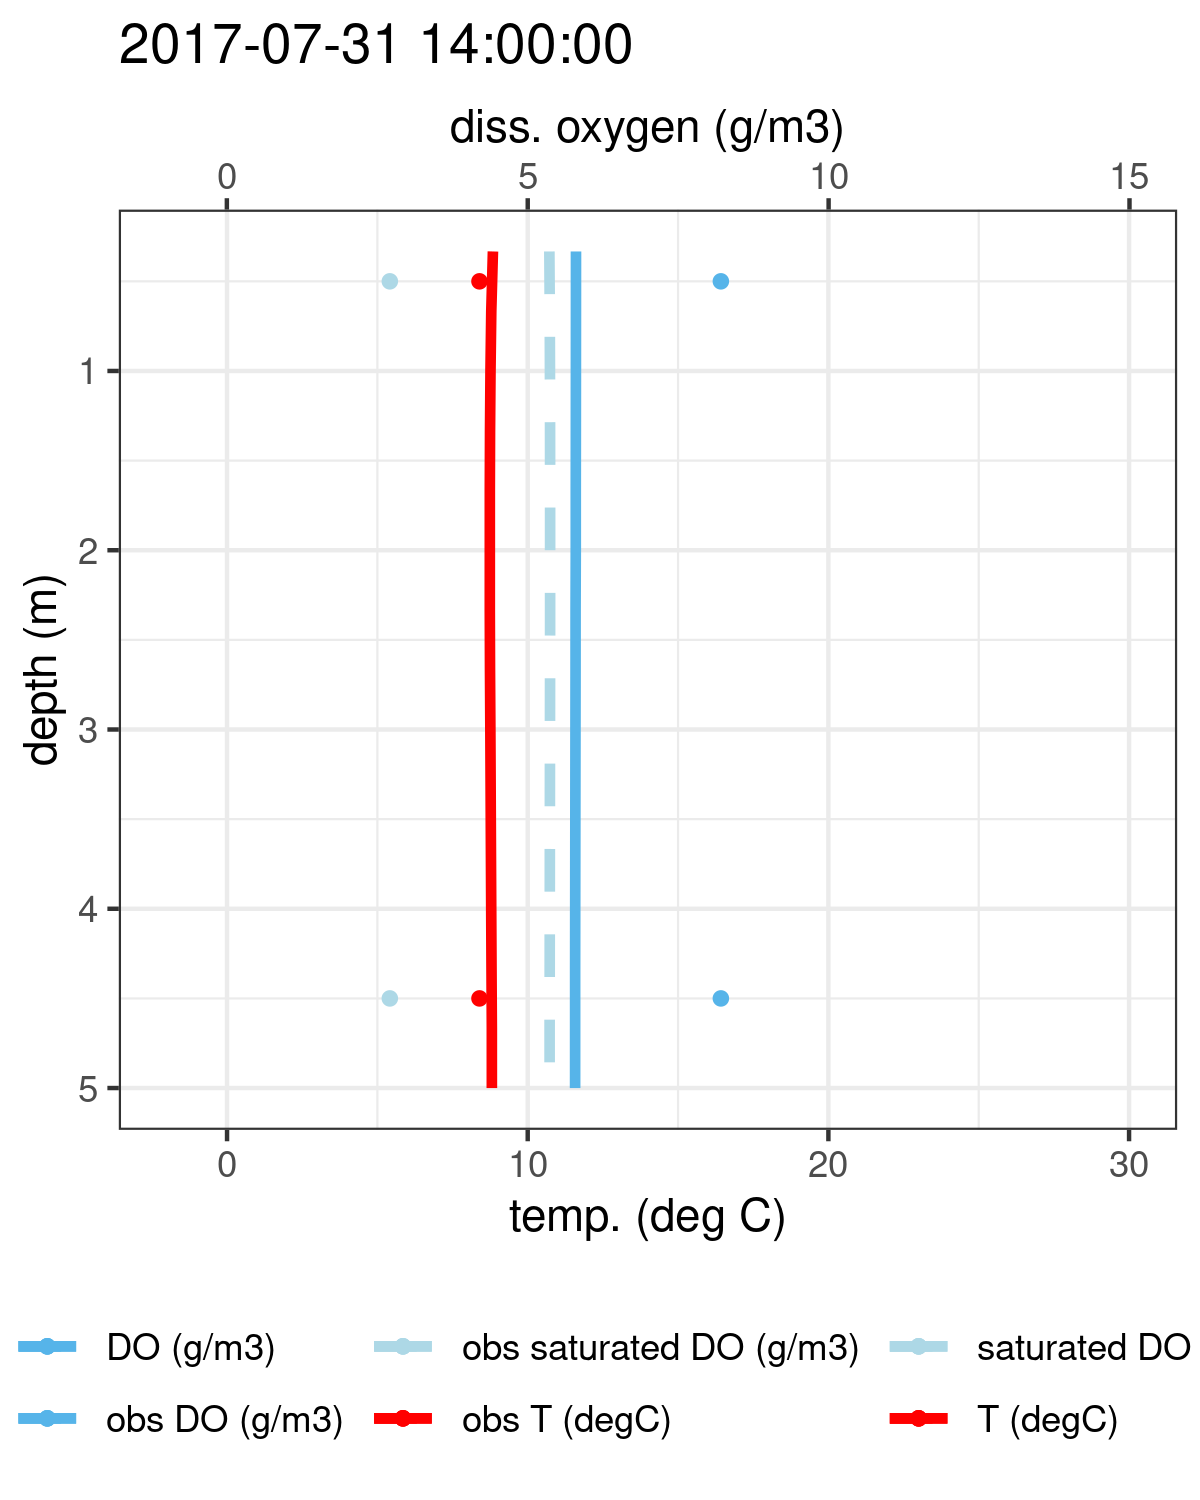 2017-07-31 14:00:00
diss. oxygen (g/m3)
0 5 10 15
depth (m)
1
2
3
4
5
0 10 20 30
temp. (deg C)
DO (g/m3) obs saturated DO (g/m3) saturated DO
obs DO (g/m3) obs T (degC) T (degC)